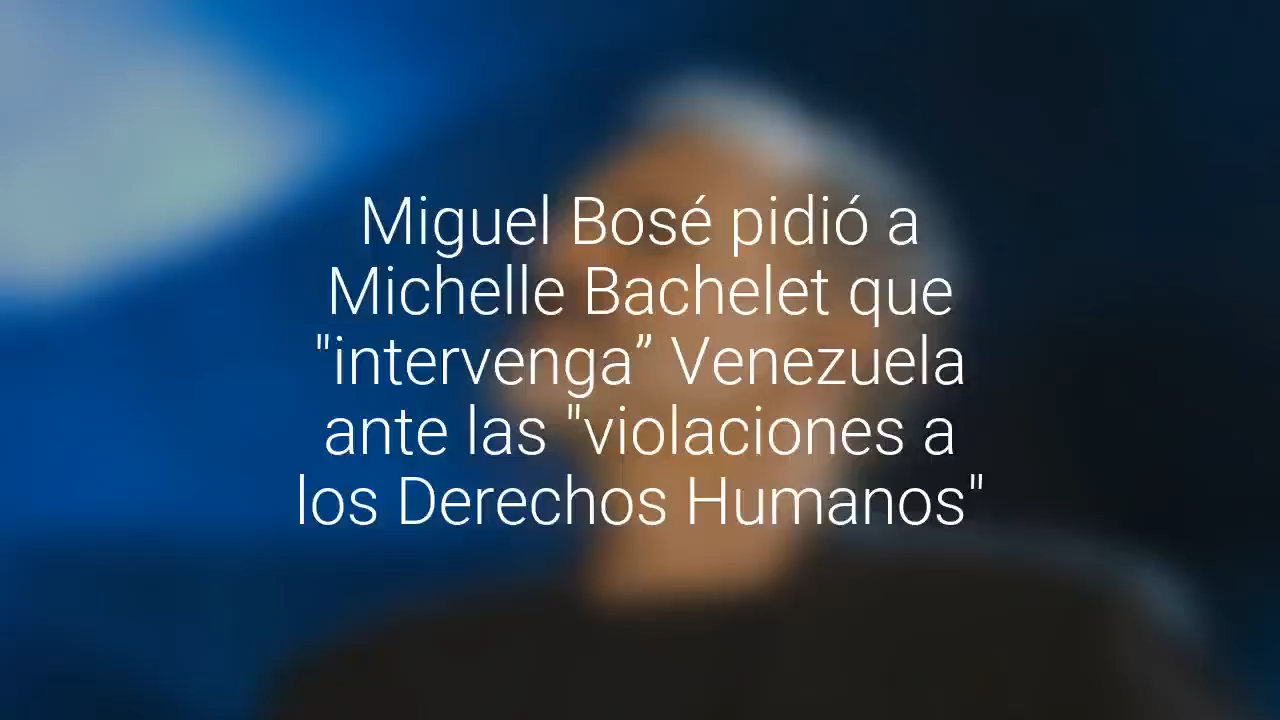 Miguel Bosé pidió a
Michelle Bachelet que
"intervenga” Venezuela
ante las "violaciones a
los Derechos Humanos"